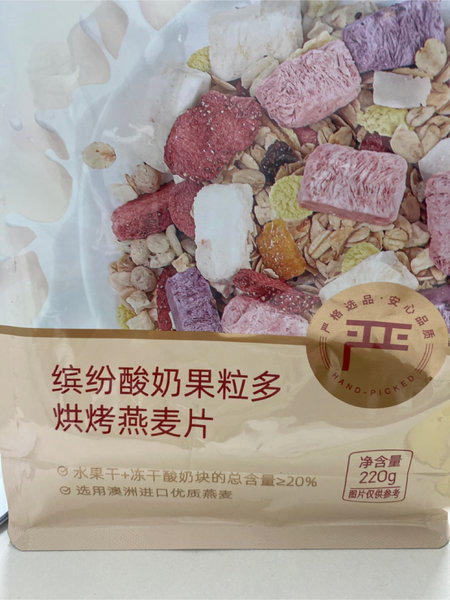 严格选品·安心品质
严
HAND-PICKED
缤纷酸奶果粒多
烘烤燕麦片
水果干+冻干酸奶块的总含量≥20%
选用澳洲进口优质燕麦
净含量
220g
图片仅供参考